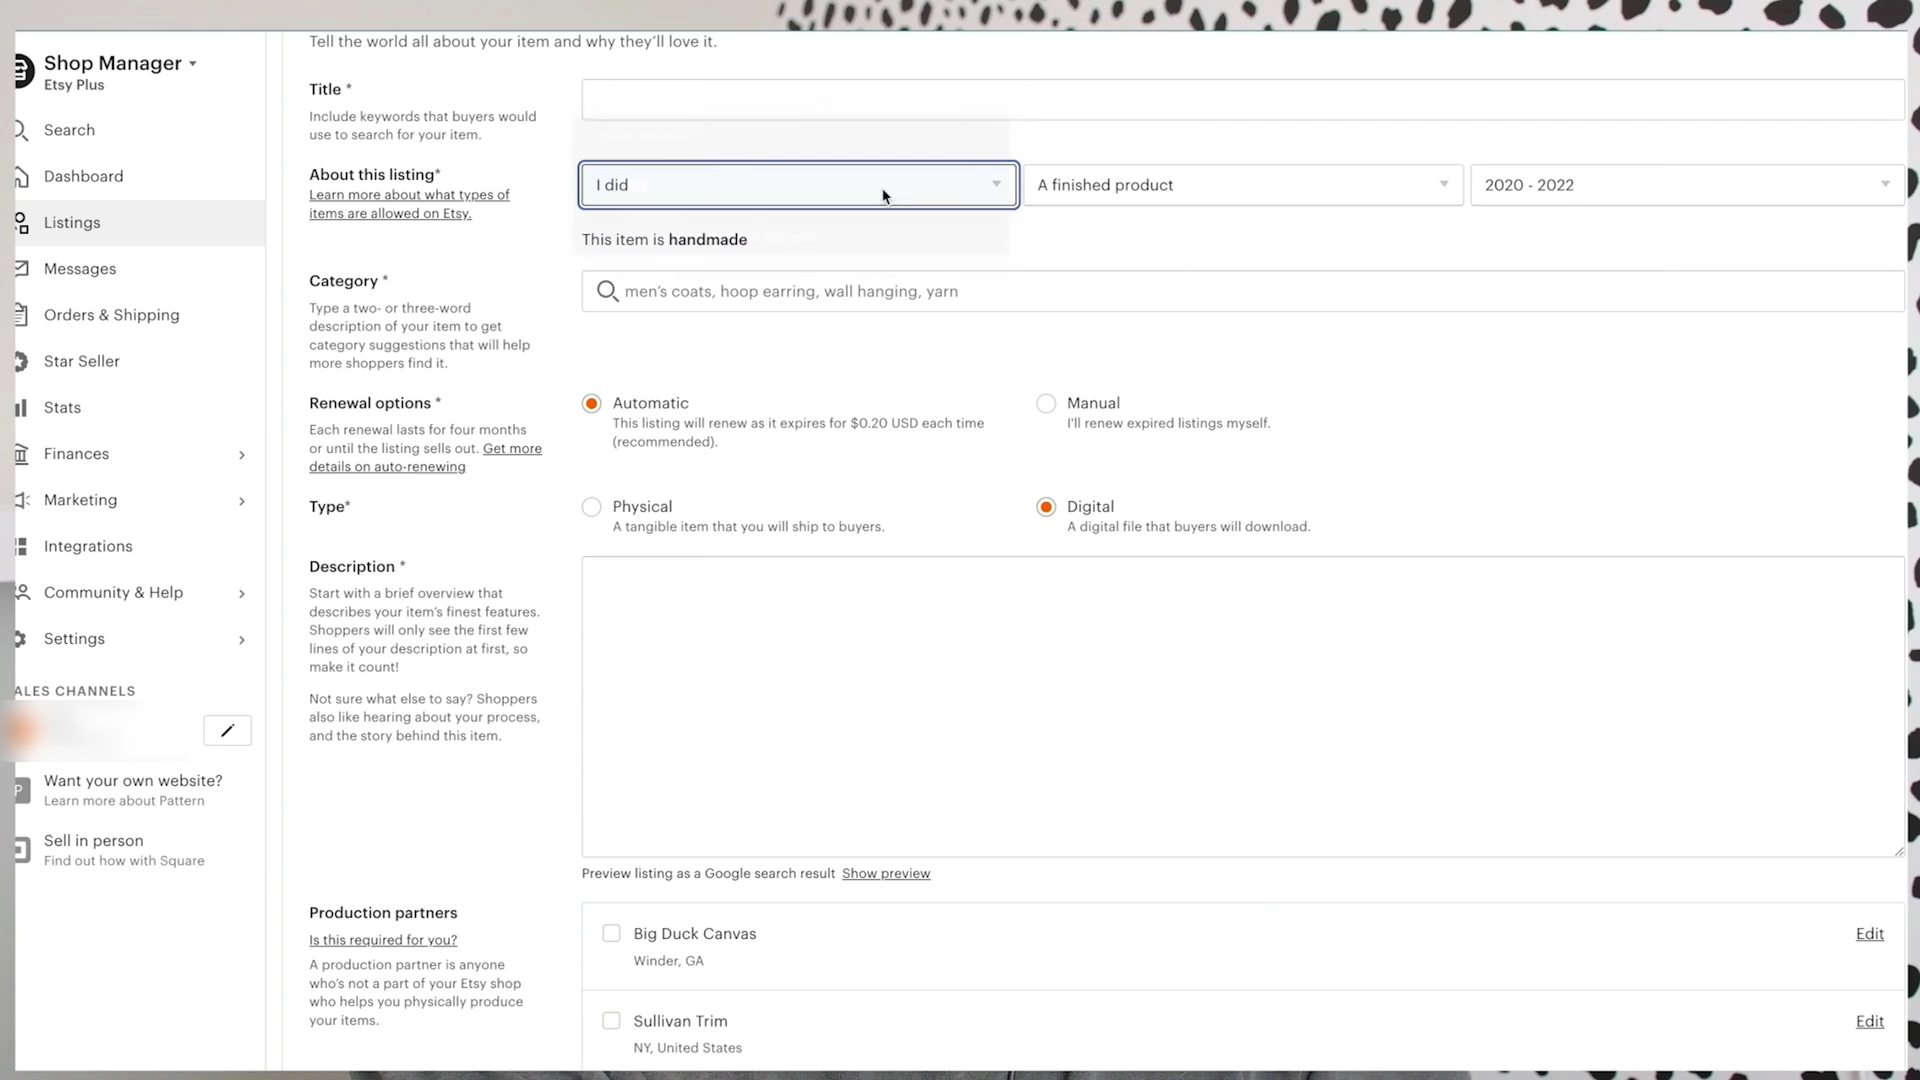 Tell the world all about your item and why they'll love it.
Shop Manager
Etsy Plus
Search
Dashboard
Listings
Messages
Orders & Shipping
Star Seller
Stats
Finances
Marketing
Integrations
Community & Help
Settings
ALES CHANNELS
P
Want your own website?
Learn more about Pattern
Sell in person
Find out how with Square
Title *
Include keywords that buyers would
use to search for your item.
About this listing*
Learn more about what types of
items are allowed on Etsy.
I did
A finished product
2020 - 2022
This item is handmade
Category *
Type a two- or three-word
description of your item to get
category suggestions that will help
more shoppers find it.
men's coats, hoop earring, wall hanging, yarn
Renewal options *
Each renewal lasts for four months
or until the listing sells out. Get more
details on auto-renewing
Automatic
This listing will renew as it expires for $0.20 USD each time
(recommended).
Manual
I'll renew expired listings myself.
Type*
Physical
A tangible item that you will ship to buyers.
Digital
A digital file that buyers will download.
Description *
Start with a brief overview that
describes your item's finest features.
Shoppers will only see the first few
lines of your description at first, so
make it count!
Not sure what else to say? Shoppers
also like hearing about your process,
and the story behind this item.
Preview listing as a Google search result Show preview
Production partners
Is this required for you?
A production partner is anyone
who's not a part of your Etsy shop
who helps you physically produce
your items.
Big Duck Canvas
Winder, GA
Edit
Sullivan Trim
NY, United States
Edit